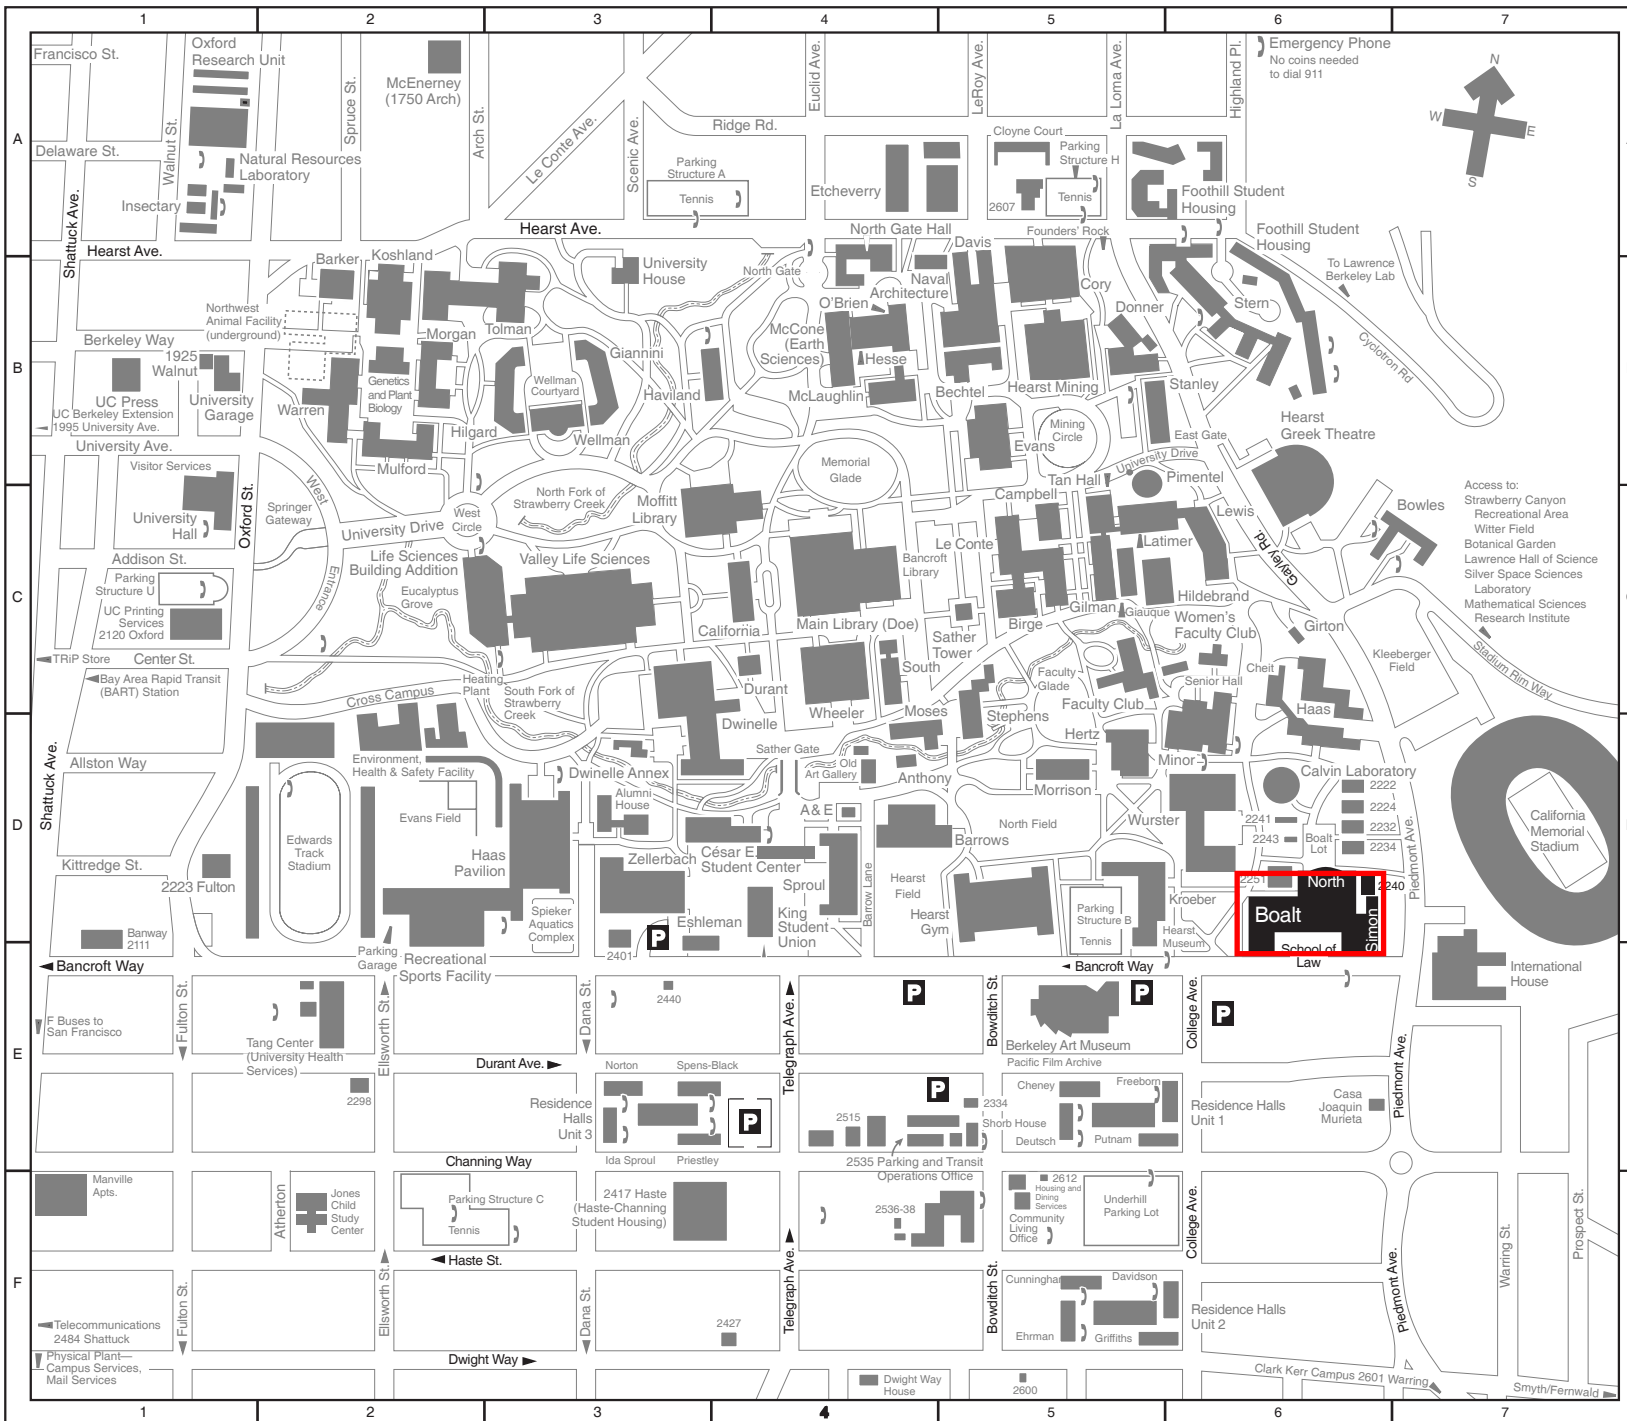 1 2 3 4 5 6 7
Francisco St.
Oxford
Research Unit
McEnerney
(1750 Arch)
Walnut St.
Spruce St.
Arch St.
Le Conte Ave.
Scenic Ave.
Euclid Ave.
LeRoy Ave.
La Loma Ave.
Highland Pl.
Emergency Phone
No coins needed
to dial 911
N
W
E
S
A
Delaware St.
Natural Resources
Laboratory
Insectary
Shattuck Ave.
Hearst Ave.
Hearst Ave.
Ridge Rd.
Parking
Structure A
Tennis
Etcheverry
Cloyne Court
Parking
Structure H
2607
Tennis
Founders' Rock
Foothill Student
Housing
Foothill Student
Housing
To Lawrence
Berkeley Lab
Cyclotron Rd
North Gate Hall
Davis
Barker
Koshland
University
House
North Gate
Naval
Architecture
Cory
Donner
Stern
O'Brien
Northwest
Animal Facility
(underground)
Morgan
Tolman
McCone
(Earth
Sciences)
Hesse
B
Berkeley Way
1925
Walnut
UC Press
University
Garage
UC Berkeley Extension
1995 University Ave.
University Ave.
Genetics
and Plant
Biology
Warren
Giannini
Wellman
Courtyard
Haviland
McLaughlin
Bechtel
Hearst Mining
Stanley
Hilgard
Wellman
Mulford
Evans
Mining
Circle
East Gate
University Drive
Hearst
Greek Theatre
Visitor Services
University
Hall
Oxford St.
West
Entrance
Springer
Gateway
University Drive
West
Circle
North Fork of
Strawberry Creek
Moffitt
Library
Memorial
Glade
Campbell
Tan Hall
Pimentel
Lewis
Bowles
Access to:
Strawberry Canyon
Recreational Area
Witter Field
Botanical Garden
Lawrence Hall of Science
Silver Space Sciences
Laboratory
Mathematical Sciences
Research Institute
Addison St.
Parking
Structure U
C
UC Printing
Services
2120 Oxford
Life Sciences
Building Addition
Valley Life Sciences
Eucalyptus
Grove
Bancroft
Library
Le Conte
Latimer
Gayley Rd.
Gilman
Glauque
Hildebrand
California
Main Library (Doe)
Birge
Women's
Faculty Club
Girton
TRiP Store
Center St.
Bay Area Rapid Transit
(BART) Station
Sather
Tower
South
Faculty
Glade
Senior Hall
Cheit
Kleeberger
Field
Stadium Rim Way
Cross Campus
Heating
Plant
South Fork of
Strawberry
Creek
Durant
Dwinelle
Wheeler
Moses
Stephens
Faculty Club
Haas
Hertz
Minor
Shattuck Ave.
Allston Way
Environment,
Health & Safety Facility
Dwinelle Annex
Sather Gate
Old
Art Gallery
Anthony
Morrison
Calvin Laboratory
2222
2224
2232
2234
California
Memorial
Stadium
Alumni
House
A & E
D
Evans Field
Edwards
Track
Stadium
Haas
Pavilion
North Field
Barrows
Wurster
2241
2243
Boalt
Lot
Piedmont Ave.
Kittredge St.
2223 Fulton
Zellerbach
César E.
Student Center
Sproul
Barrow Lane
Hearst
Field
Hearst
Gym
Kroeber
2251
North
2240
Boalt
Simon
School of
Law
Banway
2111
Spieker
Aquatics
Complex
Eshleman
King
Student
Union
2401
P
Parking
Structure B
Tennis
Hearst
Museum
Parking
Garage
Recreational
Sports Facility
Bancroft Way
Bancroft Way
International
House
F Buses to
San Francisco
Fulton St.
Tang Center
(University Health
Services)
Ellsworth St.
Dana St.
2440
Telegraph Ave.
P
Bowditch St.
P
Berkeley Art Museum
Pacific Film Archive
College Ave.
P
E
Durant Ave.
2298
Norton
Spens-Black
Residence
Halls
Unit 3
P
P
2334
2515
Shorb House
Cheney
Freeborn
Deutsch
Putnam
Residence Halls
Unit 1
Casa
Joaquin
Murieta
Piedmont Ave.
Channing Way
Ida Sproul
Priestley
2535 Parking and Transit
Operations Office
Manville
Apts.
Atherton
Jones
Child
Study
Center
Parking Structure C
Tennis
2417 Haste
(Haste-Channing
Student Housing)
2536-38
2612
Housing and
Dining
Services
Community
Living
Office
Underhill
Parking Lot
College Ave.
Warring St.
Prospect St.
Haste St.
F
Fulton St.
Ellsworth St.
Dana St.
Telegraph Ave.
Bowditch St.
Cunningham
Davidson
Ehrman
Griffiths
Residence Halls
Unit 2
Piedmont Ave.
Telecommunications
2484 Shattuck
2427
Physical Plant—
Campus Services,
Mail Services
Dwight Way
Dwight Way
House
2600
Clark Kerr Campus 2601 Warring
Smyth/Fernwald
1 2 3 4 5 6 7